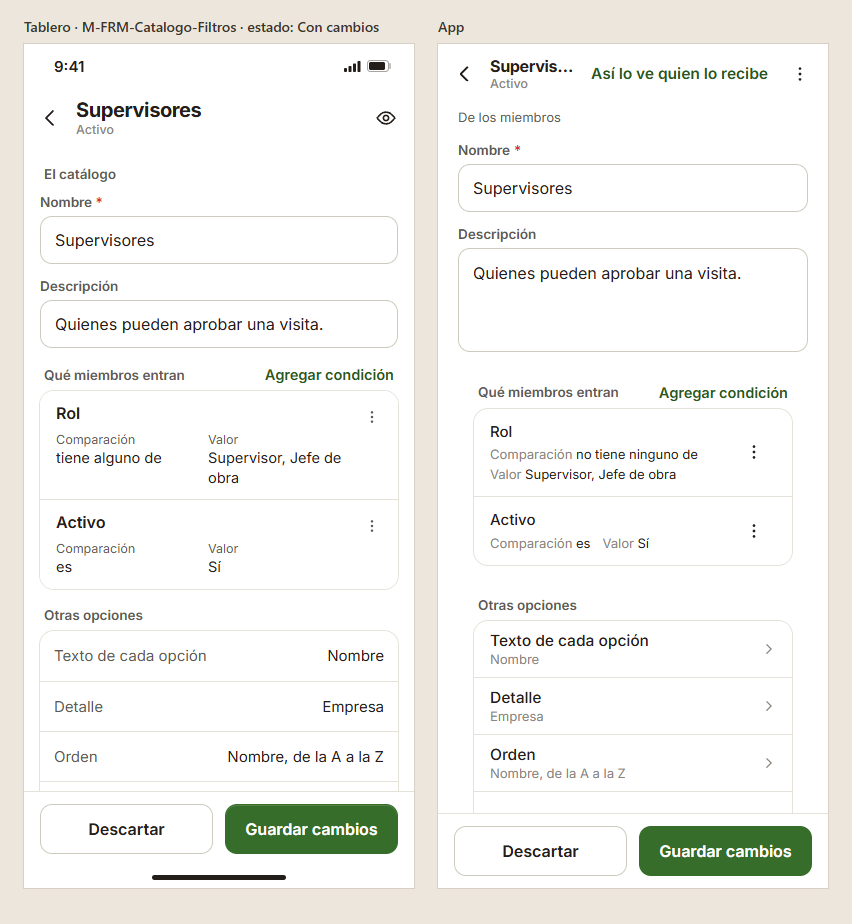 Tablero · M-FRM-Catalogo-Filtros · estado: Con cambios
9:41
Supervisores
Activo
El catálogo
Nombre *
Supervisores
Descripción
Quienes pueden aprobar una visita.
Qué miembros entran
Agregar condición
Rol
Comparación
Valor
tiene alguno de
Supervisor, Jefe de
obra
Activo
Comparación
Valor
es
Sí
Otras opciones
Texto de cada opción
Nombre
Detalle
Empresa
Orden
Nombre, de la A a la Z
Descartar
Guardar cambios
App
Supervis...
Activo
Así lo ve quien lo recibe
De los miembros
Nombre *
Supervisores
Descripción
Quienes pueden aprobar una visita.
Qué miembros entran
Agregar condición
Rol
Comparación no tiene ninguno de
Valor Supervisor, Jefe de obra
Activo
Comparación es Valor Sí
Otras opciones
Texto de cada opción
Nombre
Detalle
Empresa
Orden
Nombre, de la A a la Z
Descartar
Guardar cambios